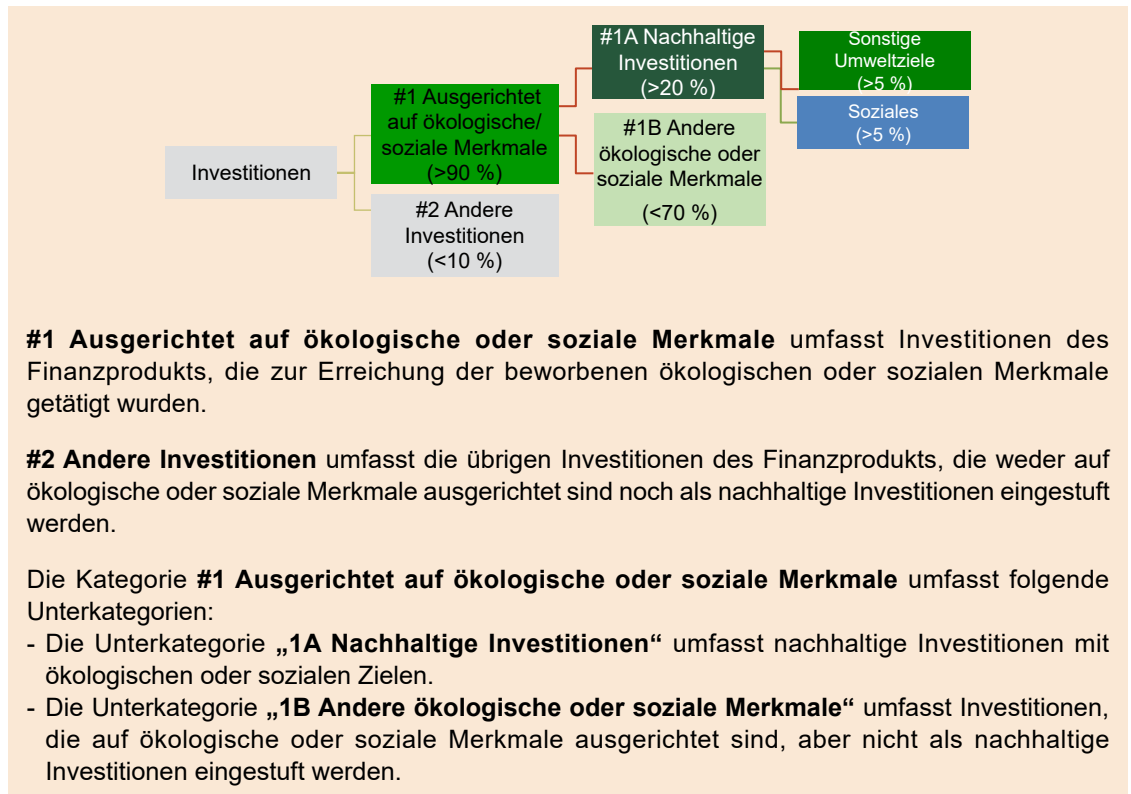 Investitionen
#1 Ausgerichtet
auf ökologische/
soziale Merkmale
(>90 %)
#2 Andere
Investitionen
(<10 %)
#1A Nachhaltige
Investitionen
(>20 %)
#1B Andere
ökologische oder
soziale Merkmale
(<70 %)
Sonstige
Umweltziele
(>5 %)
Soziales
(>5 %)
#1 Ausgerichtet auf ökologische oder soziale Merkmale umfasst Investitionen des
Finanzprodukts, die zur Erreichung der beworbenen ökologischen oder sozialen Merkmale
getätigt wurden.
#2 Andere Investitionen umfasst die übrigen Investitionen des Finanzprodukts, die weder auf
ökologische oder soziale Merkmale ausgerichtet sind noch als nachhaltige Investitionen eingestuft
werden.
Die Kategorie #1 Ausgerichtet auf ökologische oder soziale Merkmale umfasst folgende
Unterkategorien:
- Die Unterkategorie „1A Nachhaltige Investitionen“ umfasst nachhaltige Investitionen mit
ökologischen oder sozialen Zielen.
- Die Unterkategorie „1B Andere ökologische oder soziale Merkmale“ umfasst Investitionen,
die auf ökologische oder soziale Merkmale ausgerichtet sind, aber nicht als nachhaltige
Investitionen eingestuft werden.